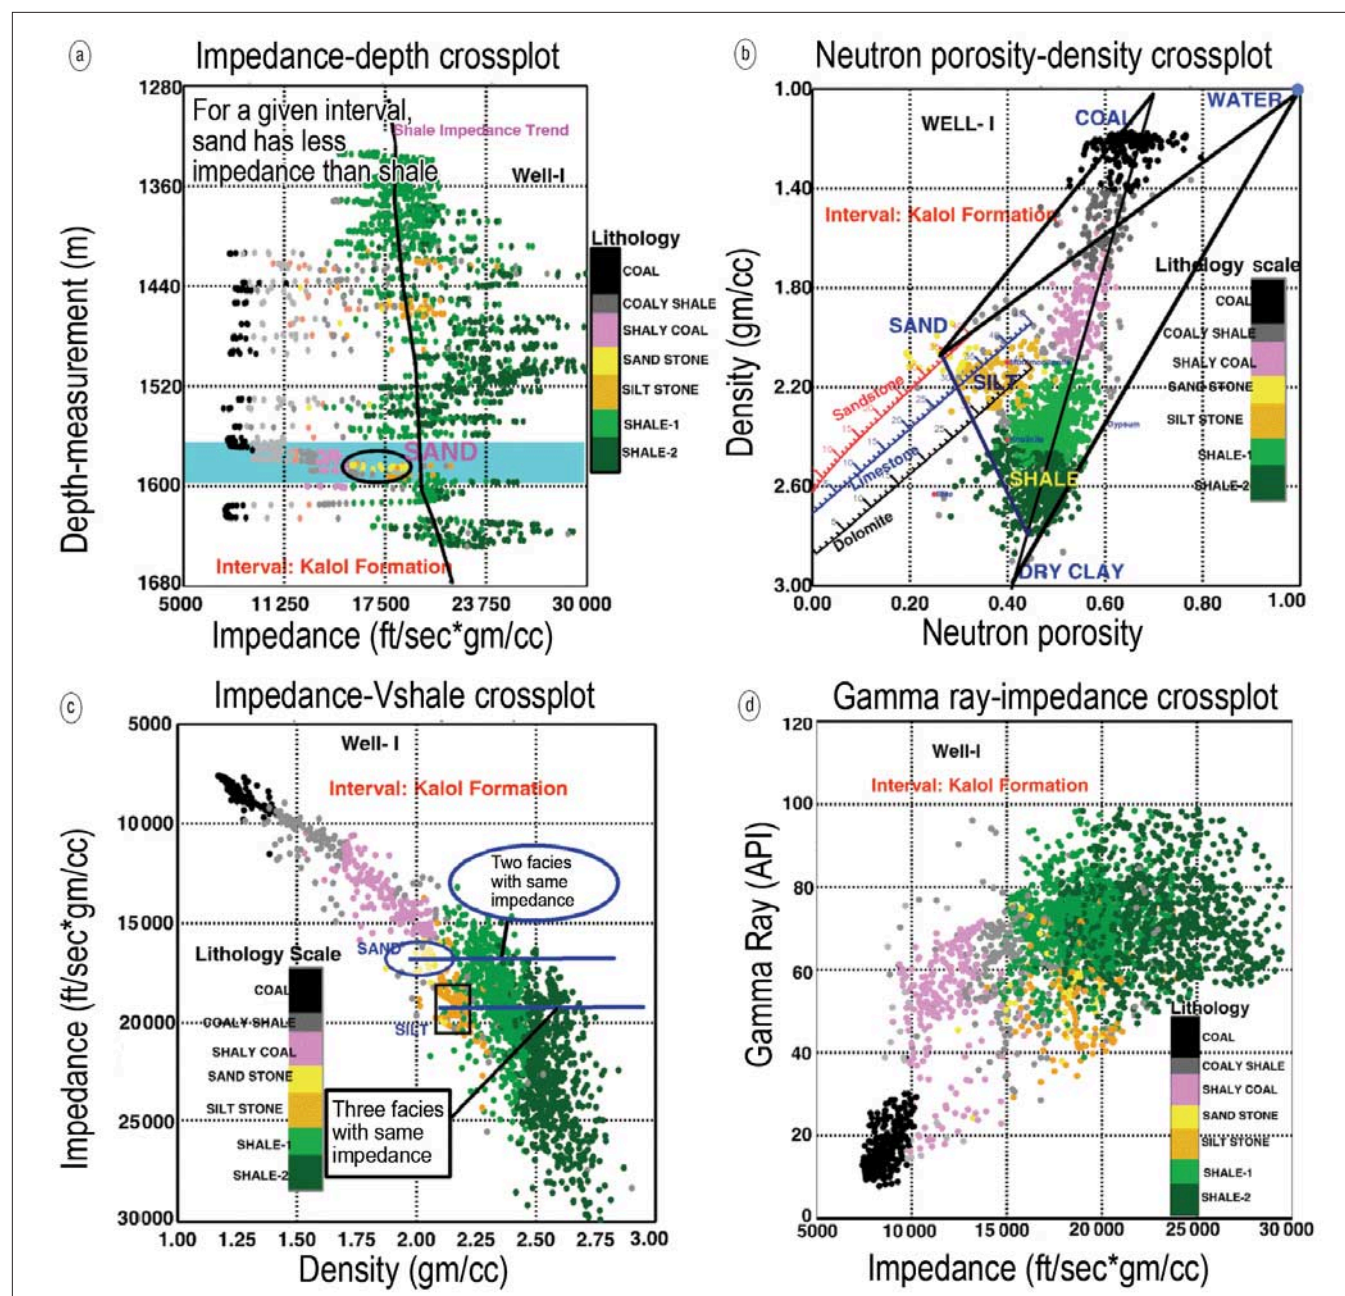 a
Impedance-depth crossplot
1280
1360
1440
1520
1600
1680
Depth-measurement (m)
For a given interval,
sand has less
impedance than shale
Shale Impedance Trend
Well-I
SAND
Interval: Kalol Formation
5000 11 250 17 500 23 750 30 000
Impedance (ft/sec*gm/cc)
Lithology
COAL
COALY SHALE
SHALY COAL
SAND STONE
SILT STONE
SHALE-1
SHALE-2
b
Neutron porosity-density crossplot
1.00
1.40
1.80
2.20
2.60
3.00
Density (gm/cc)
WELL- I
COAL
WATER
Interval: Kalol Formation
SAND
SILT
SHALE
DRY CLAY
Sandstone
Limestone
Dolomite
Gypsum
0.00 0.20 0.40 0.60 0.80 1.00
Neutron porosity
Lithology scale
COAL
COALY SHALE
SHALY COAL
SAND STONE
SILT STONE
SHALE-1
SHALE-2
c
Impedance-Vshale crossplot
5000
10 000
15 000
20 000
25 000
30 000
Impedance (ft/sec*gm/cc)
Well- I
Interval: Kalol Formation
Two facies
with same
impedance
SAND
SILT
Three facies
with same
impedance
Lithology Scale
COAL
COALY SHALE
SHALY COAL
SAND STONE
SILT STONE
SHALE-1
SHALE-2
1.00 1.50 1.75 2.00 2.25 2.50 2.75 3.00
Density (gm/cc)
d
Gamma ray-impedance crossplot
120
100
80
60
40
20
0
Gamma Ray (API)
Well-I
Interval: Kalol Formation
Lithology
COAL
COALY SHALE
SHALY COAL
SAND STONE
SILT STONE
SHALE-1
SHALE-2
5000 10 000 15 000 20 000 25 000 30 000
Impedance (ft/sec*gm/cc)